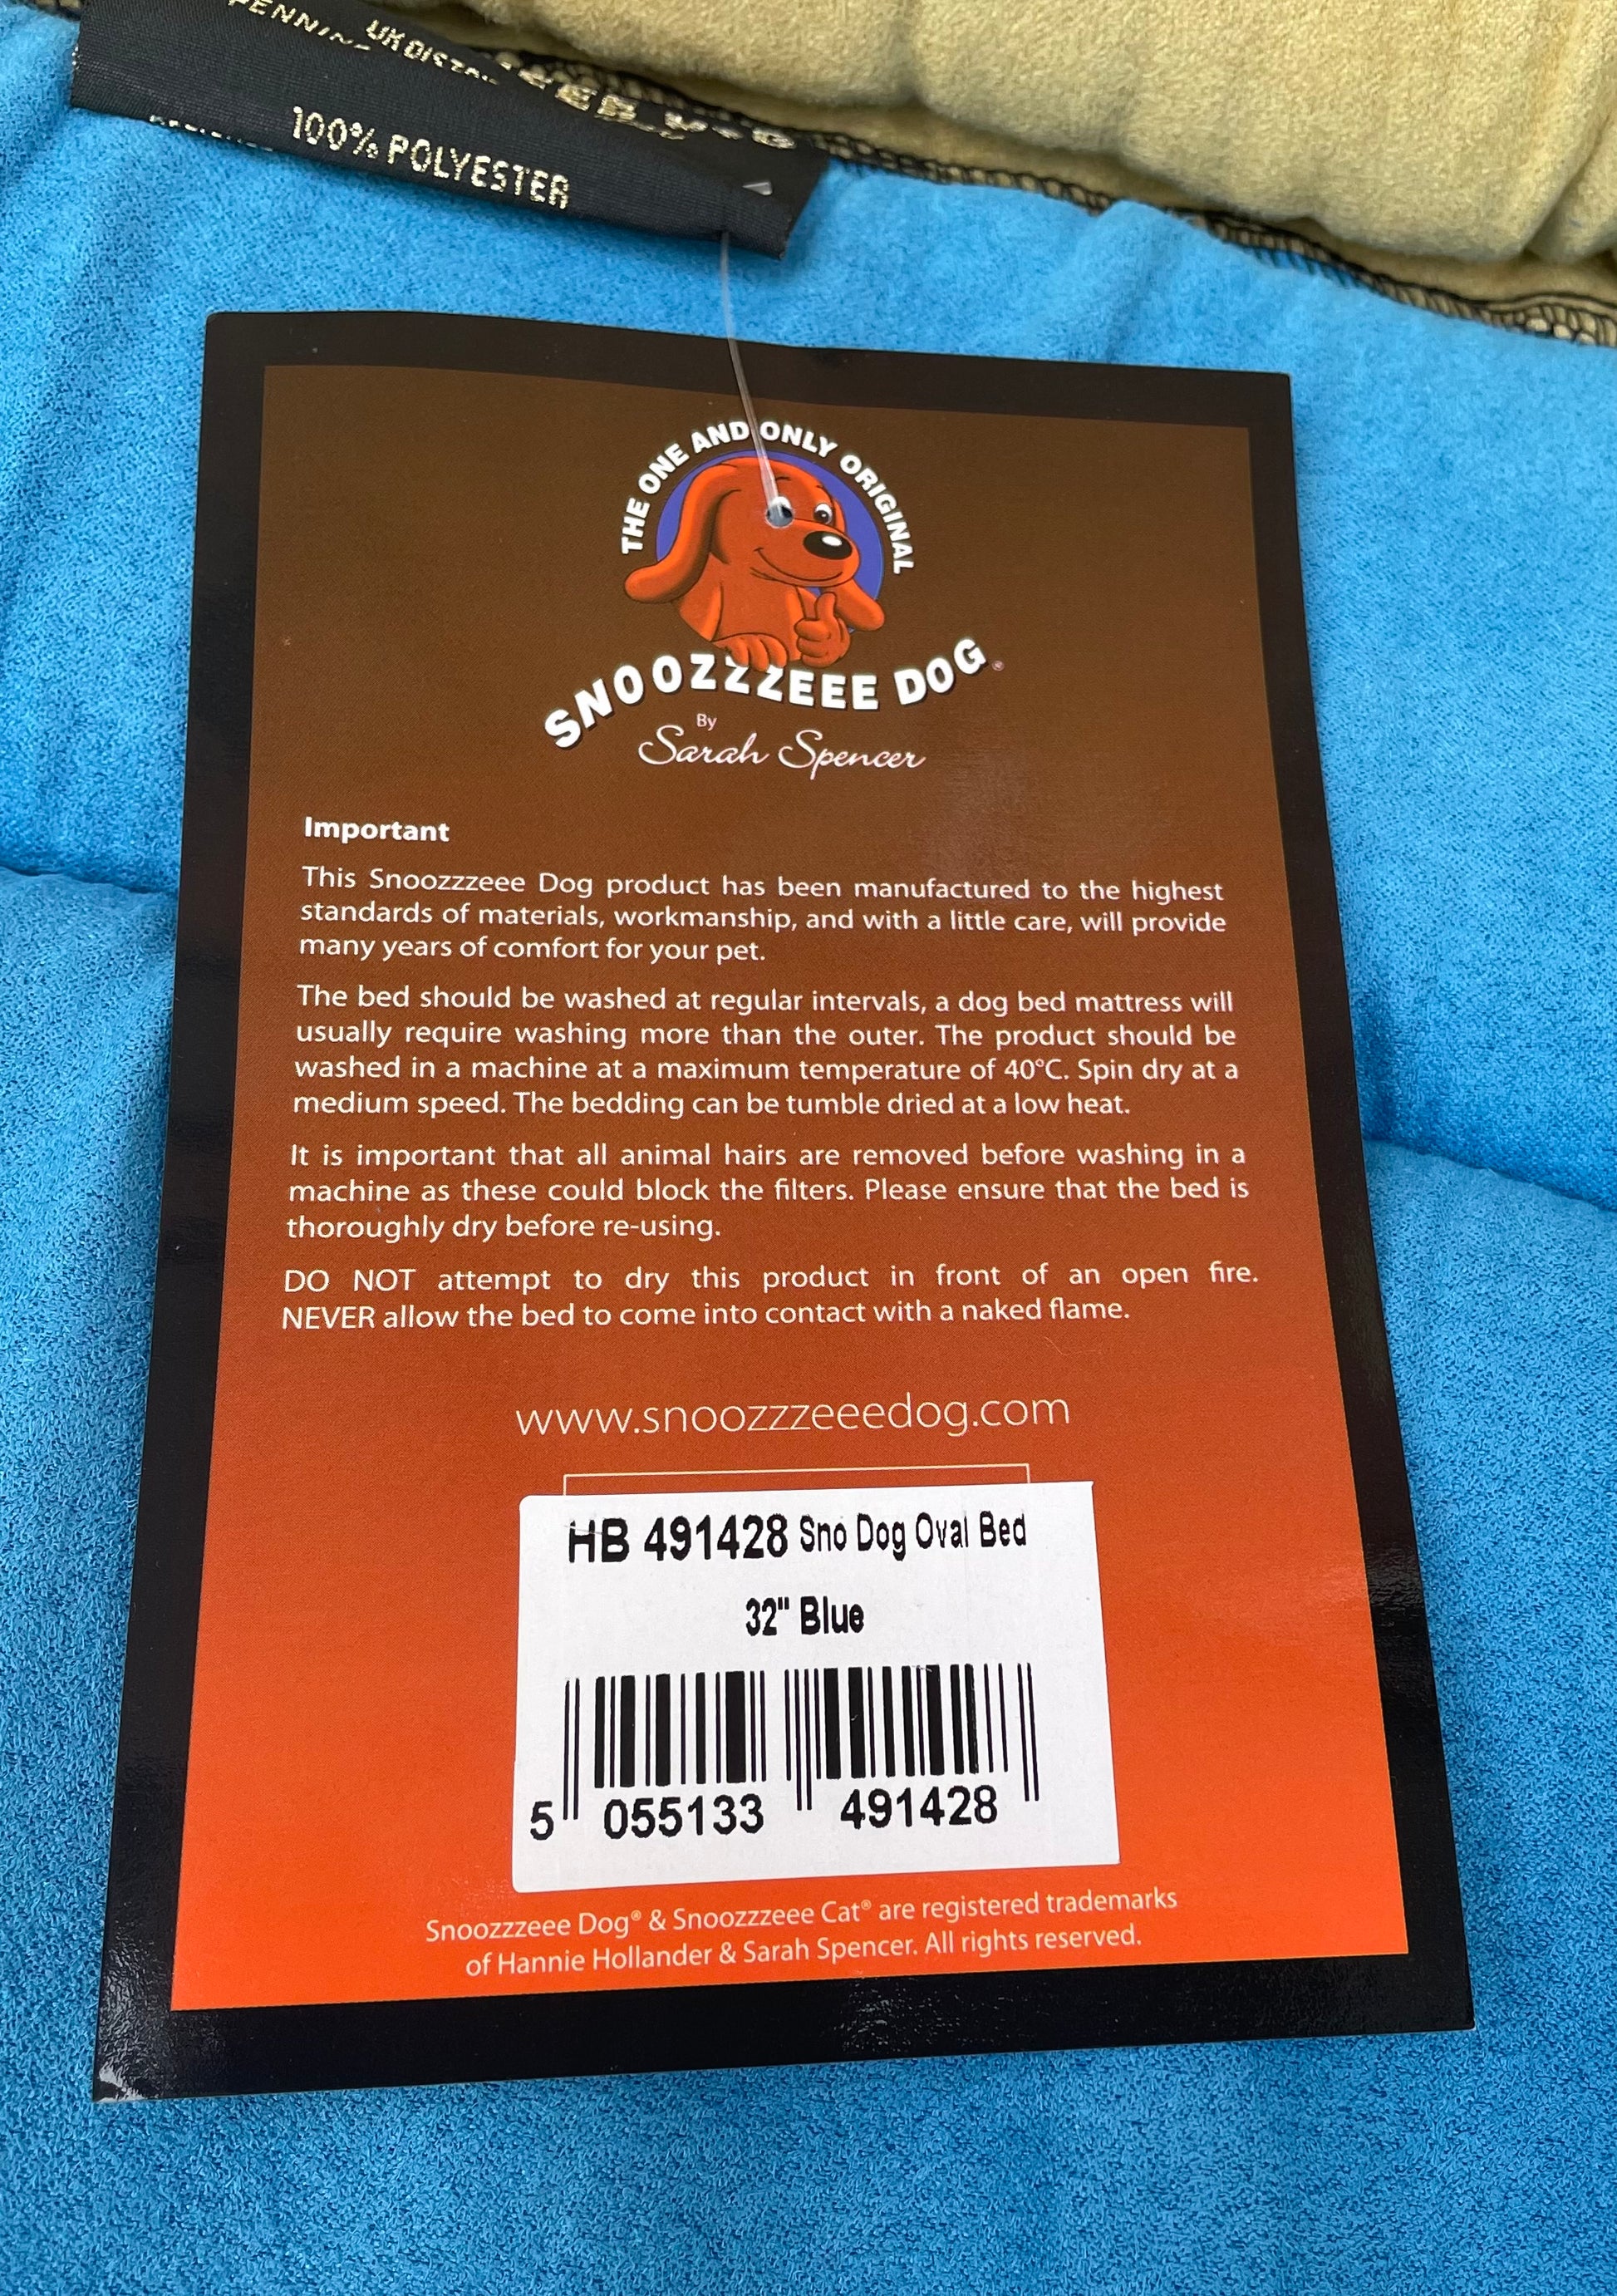 UK
100% POLYESTER
THE ONE AND ONLY ORIGINAL
SNOOZZZEEE DOG®
By
Sarah Spencer
Important
This Snoozzzeee Dog product has been manufactured to the highest
standards of materials, workmanship, and with a little care, will provide
many years of comfort for your pet.
The bed should be washed at regular intervals, a dog bed mattress will
usually require washing more than the outer. The product should be
washed in a machine at a maximum temperature of 40°C. Spin dry at a
medium speed. The bedding can be tumble dried at a low heat.
It is important that all animal hairs are removed before washing in a
machine as these could block the filters. Please ensure that the bed is
thoroughly dry before re-using.
DO NOT attempt to dry this product in front of an open fire.
NEVER allow the bed to come into contact with a naked flame.
www.snoozzzeeedog.com
HB 491428 Sno Dog Oval Bed
32" Blue
5 055133 491428
Snoozzzeee Dog® & Snoozzzeee Cat® are registered trademarks
of Hannie Hollander & Sarah Spencer. All rights reserved.